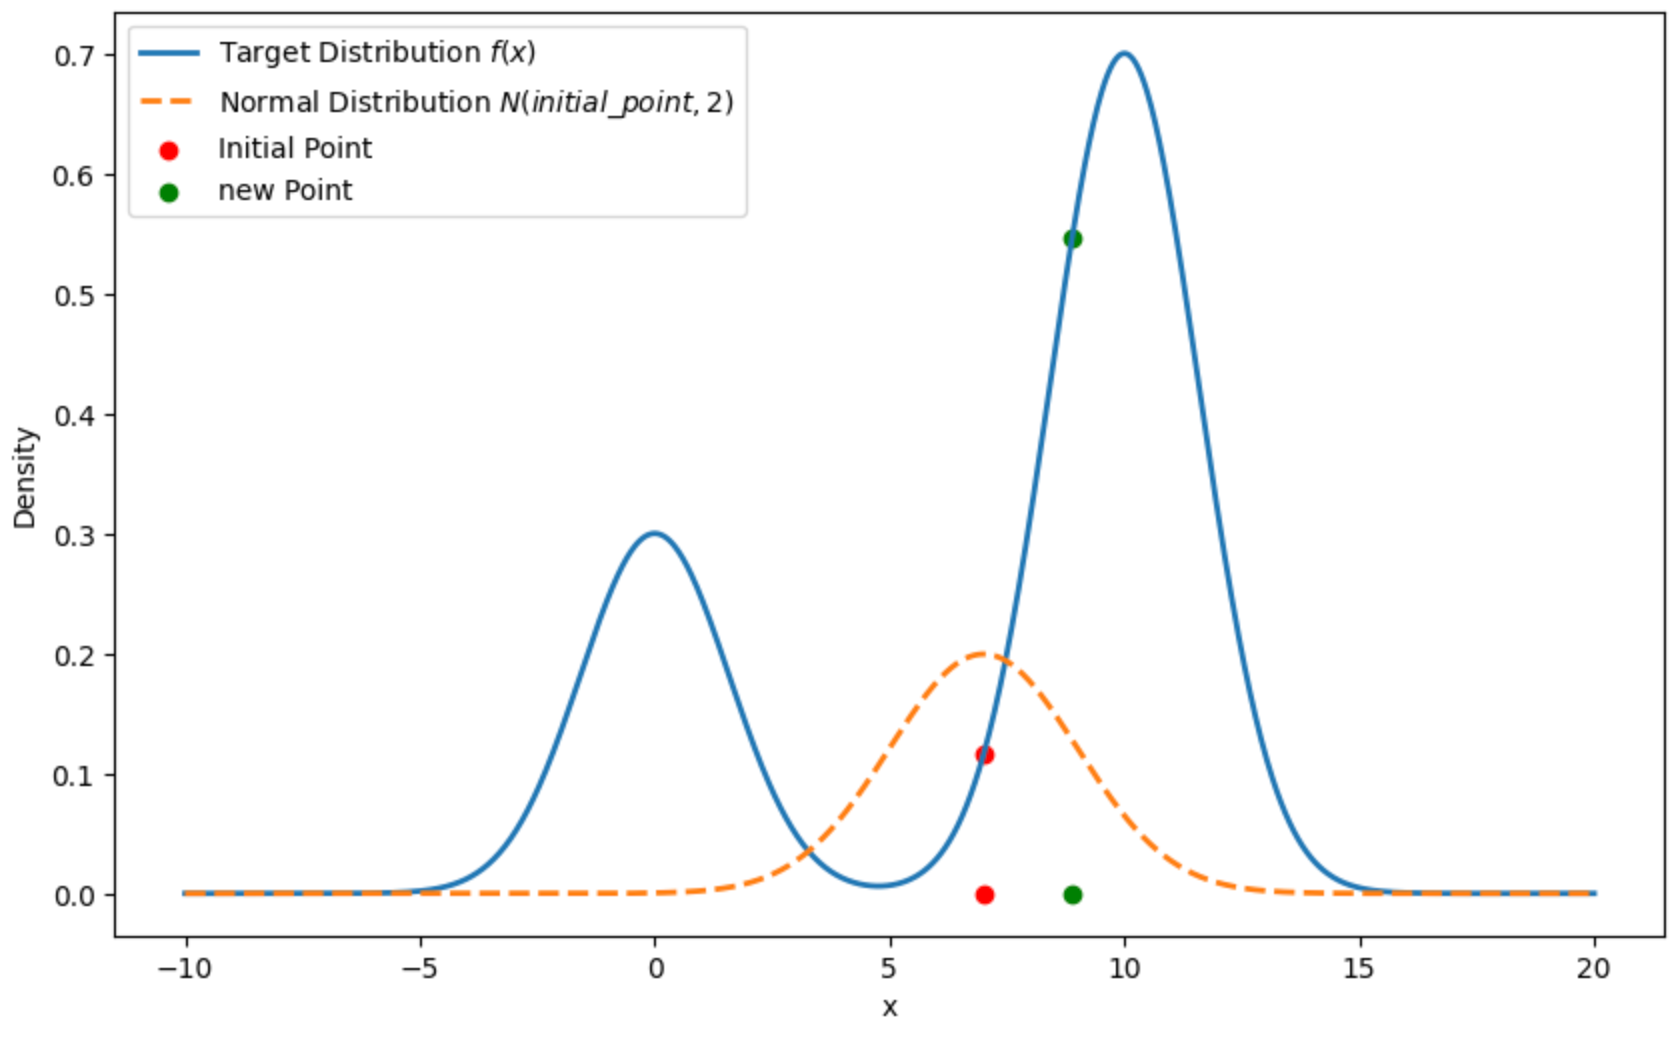 Target Distribution f(x)
Normal Distribution N(initial_point, 2)
Initial Point
new Point
0.7
0.6
0.5
0.4
0.3
0.2
0.1
0.0
Density
−10
−5
0
5
10
15
20
x